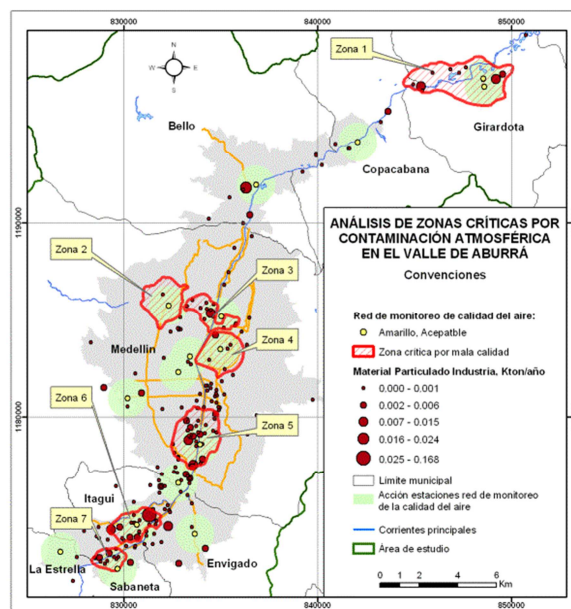 830000
840000
850000
Zona 1
N
W
E
S
Girardota
Bello
Copacabana
1190000
1190000
ANÁLISIS DE ZONAS CRÍTICAS POR
CONTAMINACIÓN ATMOSFÉRICA
EN EL VALLE DE ABURRÁ
Convenciones
Zona 2
Zona 3
Red de monitoreo de calidad del aire:
Amarillo, Acepatble
Zona crítica por mala calidad
Zona 4
Medellín
Material Particulado Industria, Kton/año
0.000 - 0.001
0.002 - 0.006
0.007 - 0.015
0.016 - 0.024
0.025 - 0.168
Zona 6
1180000
1180000
Zona 5
Límite municipal
Acción estaciones red de monitoreo
de la calidad del aire
Itagui
Zona 7
Corrientes principales
Área de estudio
La Estrella
Envigado
Sabaneta
0 1 2 4 6
Km
830000
840000
850000